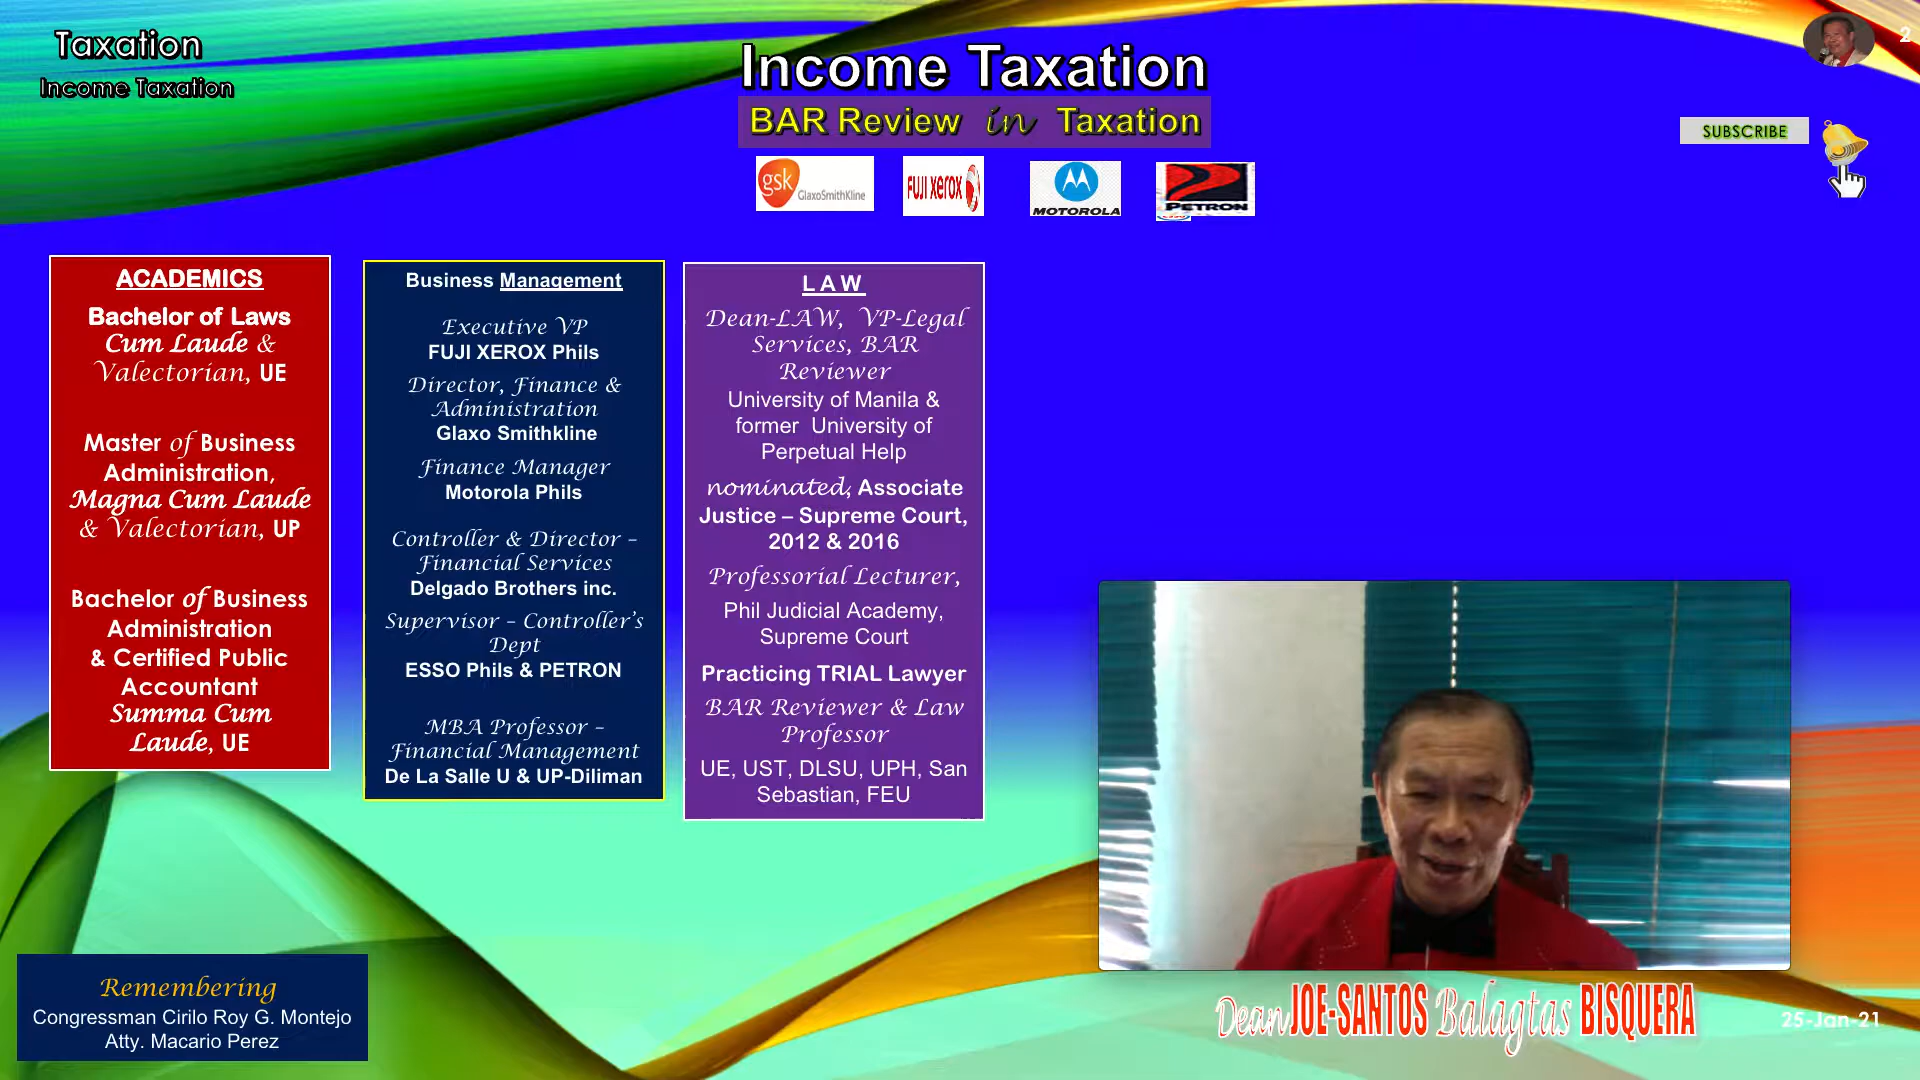 Taxation
Income Taxation
2
Income Taxation
BAR Review in Taxation
SUBSCRIBE
gsk
GlaxoSmithKline
FUJI XEROX
MOTOROLA
PETRON
ACADEMICS
Bachelor of Laws
Cum Laude &
Valectorian, UE
Master of Business
Administration,
Magna Cum Laude
& Valectorian, UP
Bachelor of Business
Administration
& Certified Public
Accountant
Summa Cum
Laude, UE
Business Management
Executive VP
FUJI XEROX Phils
Director, Finance &
Administration
Glaxo Smithkline
Finance Manager
Motorola Phils
Controller & Director –
Financial Services
Delgado Brothers inc.
Supervisor – Controller’s
Dept
ESSO Phils & PETRON
MBA Professor –
Financial Management
De La Salle U & UP-Diliman
LAW
Dean-LAW, VP-Legal
Services, BAR
Reviewer
University of Manila &
former University of
Perpetual Help
nominated, Associate
Justice – Supreme Court,
2012 & 2016
Professorial Lecturer,
Phil Judicial Academy,
Supreme Court
Practicing TRIAL Lawyer
BAR Reviewer & Law
Professor
UE, UST, DLSU, UPH, San
Sebastian, FEU
Remembering
Congressman Cirilo Roy G. Montejo
Atty. Macario Perez
Dean JOE-SANTOS Balagtas BISQUERA
25-Jan-21